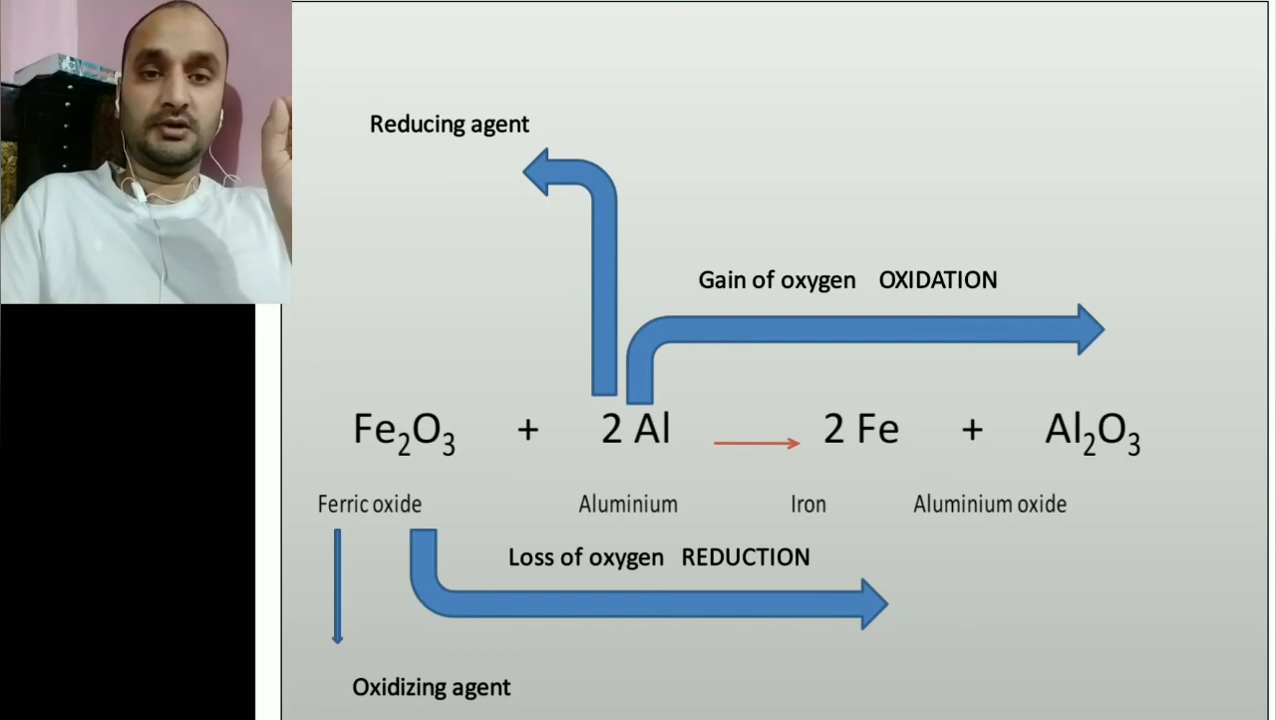 Reducing agent
Gain of oxygen OXIDATION
Fe₂O₃ + 2 Al → 2 Fe + Al₂O₃
Ferric oxide Aluminium Iron Aluminium oxide
Loss of oxygen REDUCTION
Oxidizing agent